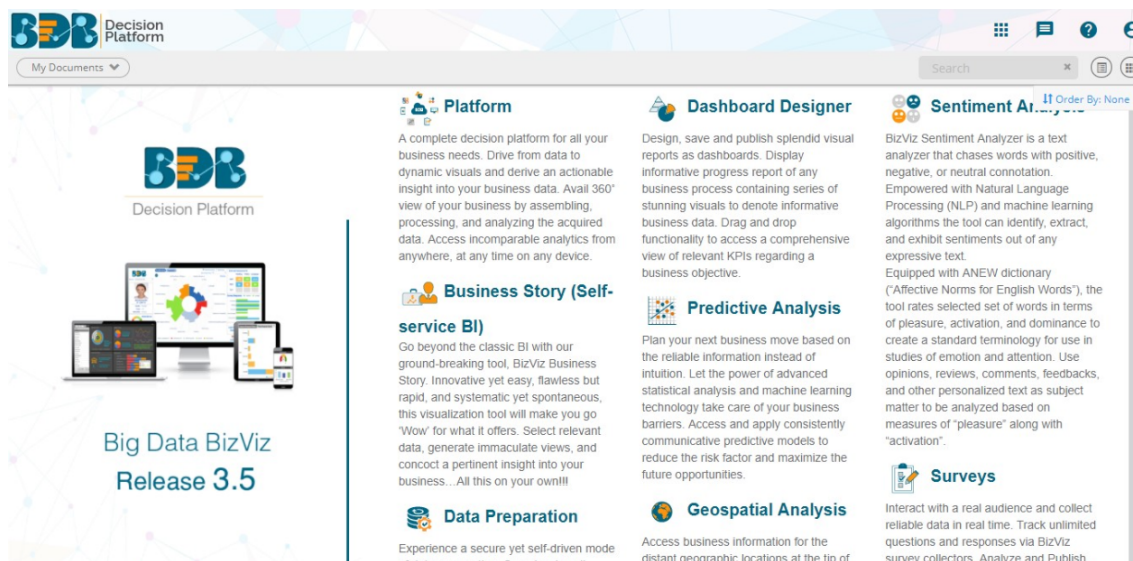 BDB Decision
Platform
My Documents
Search
Order By: None
BDB
Decision Platform
Big Data BizViz
Release 3.5
Platform
A complete decision platform for all your
business needs. Drive from data to
dynamic visuals and derive an actionable
insight into your business data. Avail 360°
view of your business by assembling,
processing, and analyzing the acquired
data. Access incomparable analytics from
anywhere, at any time on any device.
Business Story (Self-
service BI)
Go beyond the classic BI with our
ground-breaking tool, BizViz Business
Story. Innovative yet easy, flawless but
rapid, and systematic yet spontaneous,
this visualization tool will make you go
'Wow' for what it offers. Select relevant
data, generate immaculate views, and
concoct a pertinent insight into your
business…All this on your own!!!
Data Preparation
Experience a secure yet self-driven mode
Dashboard Designer
Design, save and publish splendid visual
reports as dashboards. Display
informative progress report of any
business process containing series of
stunning visuals to denote informative
business data. Drag and drop
functionality to access a comprehensive
view of relevant KPIs regarding a
business objective.
Predictive Analysis
Plan your next business move based on
the reliable information instead of
intuition. Let the power of advanced
statistical analysis and machine learning
technology take care of your business
barriers. Access and apply consistently
communicative predictive models to
reduce the risk factor and maximize the
future opportunities.
Geospatial Analysis
Access business information for the
distant geographic locations at the tip of
Sentiment Analysis
BizViz Sentiment Analyzer is a text
analyzer that chases words with positive,
negative, or neutral connotation.
Empowered with Natural Language
Processing (NLP) and machine learning
algorithms the tool can identify, extract,
and exhibit sentiments out of any
expressive text.
Equipped with ANEW dictionary
("Affective Norms for English Words"), the
tool rates selected set of words in terms
of pleasure, activation, and dominance to
create a standard terminology for use in
studies of emotion and attention. Use
opinions, reviews, comments, feedbacks,
and other personalized text as subject
matter to be analyzed based on
measures of "pleasure" along with
"activation".
Surveys
Interact with a real audience and collect
reliable data in real time. Track unlimited
questions and responses via BizViz
survey collectors. Analyze and Publish